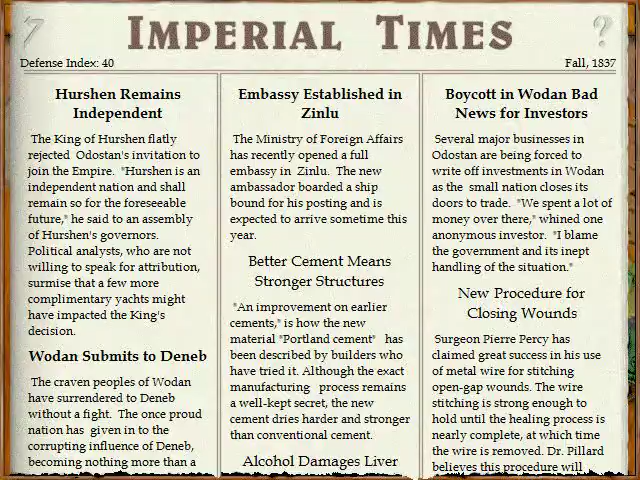 IMPERIAL TIMES
Defense Index: 40
Fall, 1837
Hurshen Remains
Independent
The King of Hurshen flatly
rejected Odostan's invitation to
join the Empire. "Hurshen is an
independent nation and shall
remain so for the foreseeable
future," he said to an assembly
of Hurshen's governors.
Political analysts, who are not
willing to speak for attribution,
surmise that a few more
complimentary yachts might
have impacted the King's
decision.
Wodan Submits to Deneb
The craven peoples of Wodan
have surrendered to Deneb
without a fight. The once proud
nation has given in to the
corrupting influence of Deneb,
becoming nothing more than a
Embassy Established in
Zinlu
The Ministry of Foreign Affairs
has recently opened a full
embassy in Zinlu. The new
ambassador boarded a ship
bound for his posting and is
expected to arrive sometime this
year.
Better Cement Means
Stronger Structures
"An improvement on earlier
cements," is how the new
material "Portland cement" has
been described by builders who
have tried it. Although the exact
manufacturing process remains
a well-kept secret, the new
cement dries harder and stronger
than conventional cement.
Alcohol Damages Liver
Boycott in Wodan Bad
News for Investors
Several major businesses in
Odostan are being forced to
write off investments in Wodan
as the small nation closes its
doors to trade. "We spent a lot of
money over there," whined one
anonymous investor. "I blame
the government and its inept
handling of the situation."
New Procedure for
Closing Wounds
Surgeon Pierre Percy has
claimed great success in his use
of metal wire for stitching
open-gap wounds. The wire
stitching is strong enough to
hold until the healing process is
nearly complete, at which time
the wire is removed. Dr. Pillard
believes this procedure will